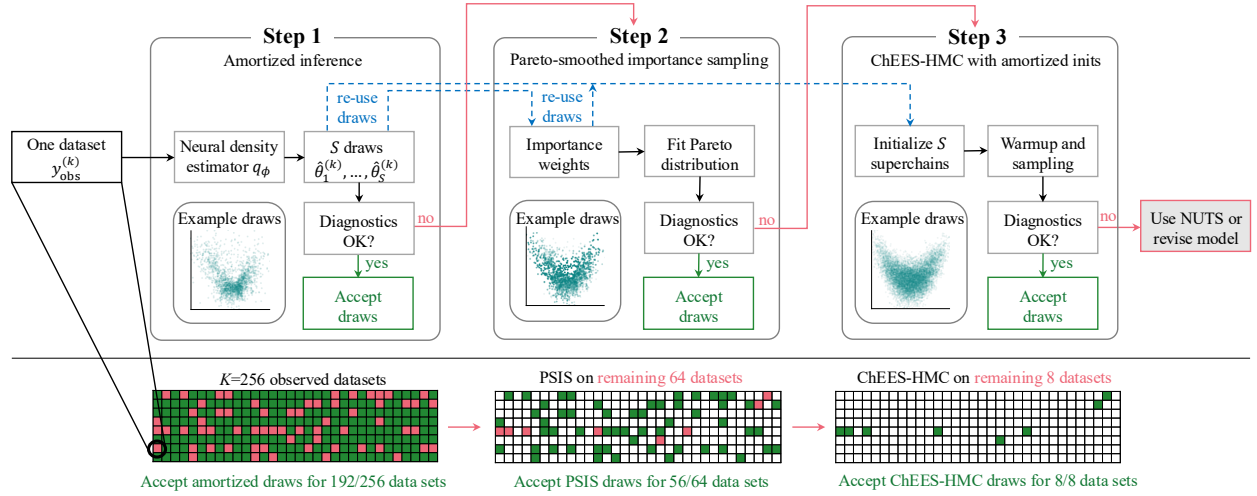 Step 1
Amortized inference
Step 2
Pareto-smoothed importance sampling
Step 3
ChEES-HMC with amortized inits
re-use
draws
re-use
draws
One dataset
y_obs^(k)
Neural density
estimator q_ϕ
S draws
θ̂_1^(k), …, θ̂_S^(k)
Importance
weights
Fit Pareto
distribution
Initialize S
superchains
Warmup and
sampling
Example draws
Diagnostics
OK?
no
yes
Accept
draws
Example draws
Diagnostics
OK?
no
yes
Accept
draws
Example draws
Diagnostics
OK?
no
yes
Accept
draws
Use NUTS or
revise model
K=256 observed datasets
PSIS on remaining 64 datasets
ChEES-HMC on remaining 8 datasets
Accept amortized draws for 192/256 data sets
Accept PSIS draws for 56/64 data sets
Accept ChEES-HMC draws for 8/8 data sets